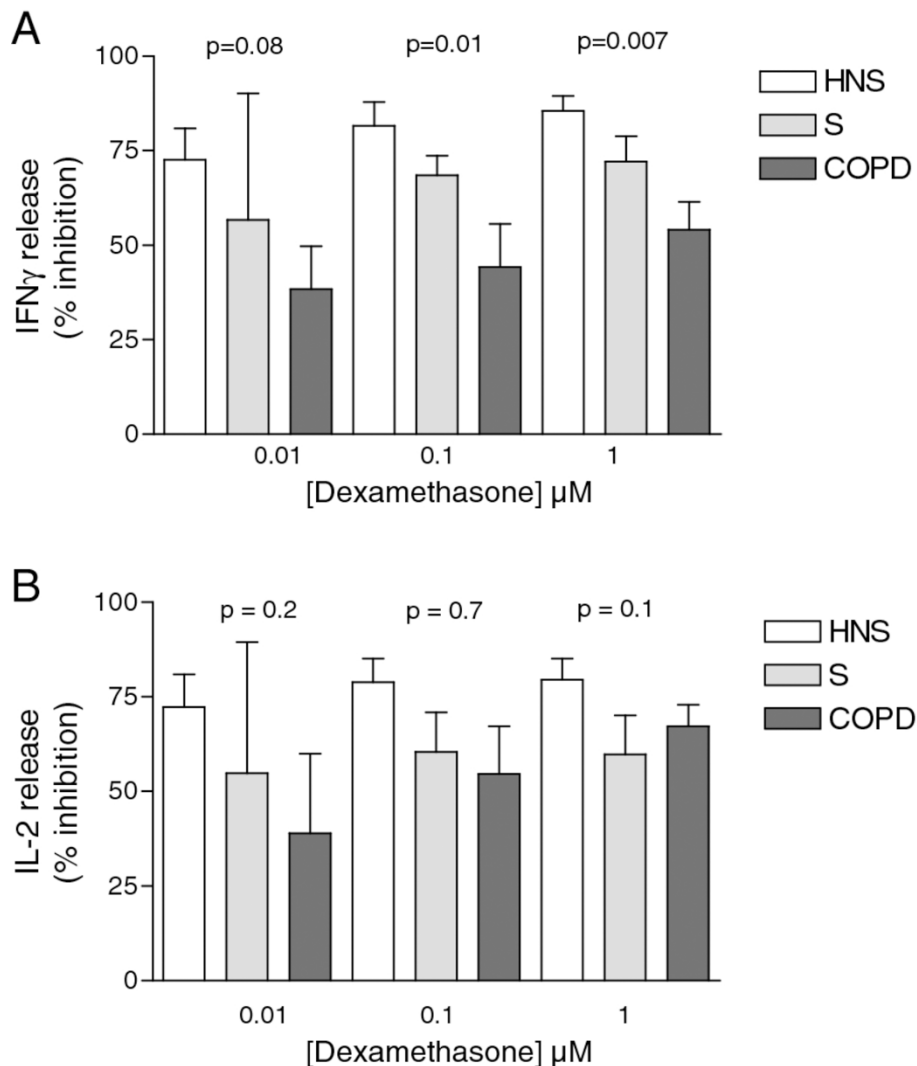 A
p=0.08
p=0.01
p=0.007
100
75
50
25
0
IFNγ release
(% inhibition)
HNS
S
COPD
0.01
0.1
1
[Dexamethasone] µM
B
p = 0.2
p = 0.7
p = 0.1
100
75
50
25
0
IL-2 release
(% inhibition)
HNS
S
COPD
0.01
0.1
1
[Dexamethasone] µM